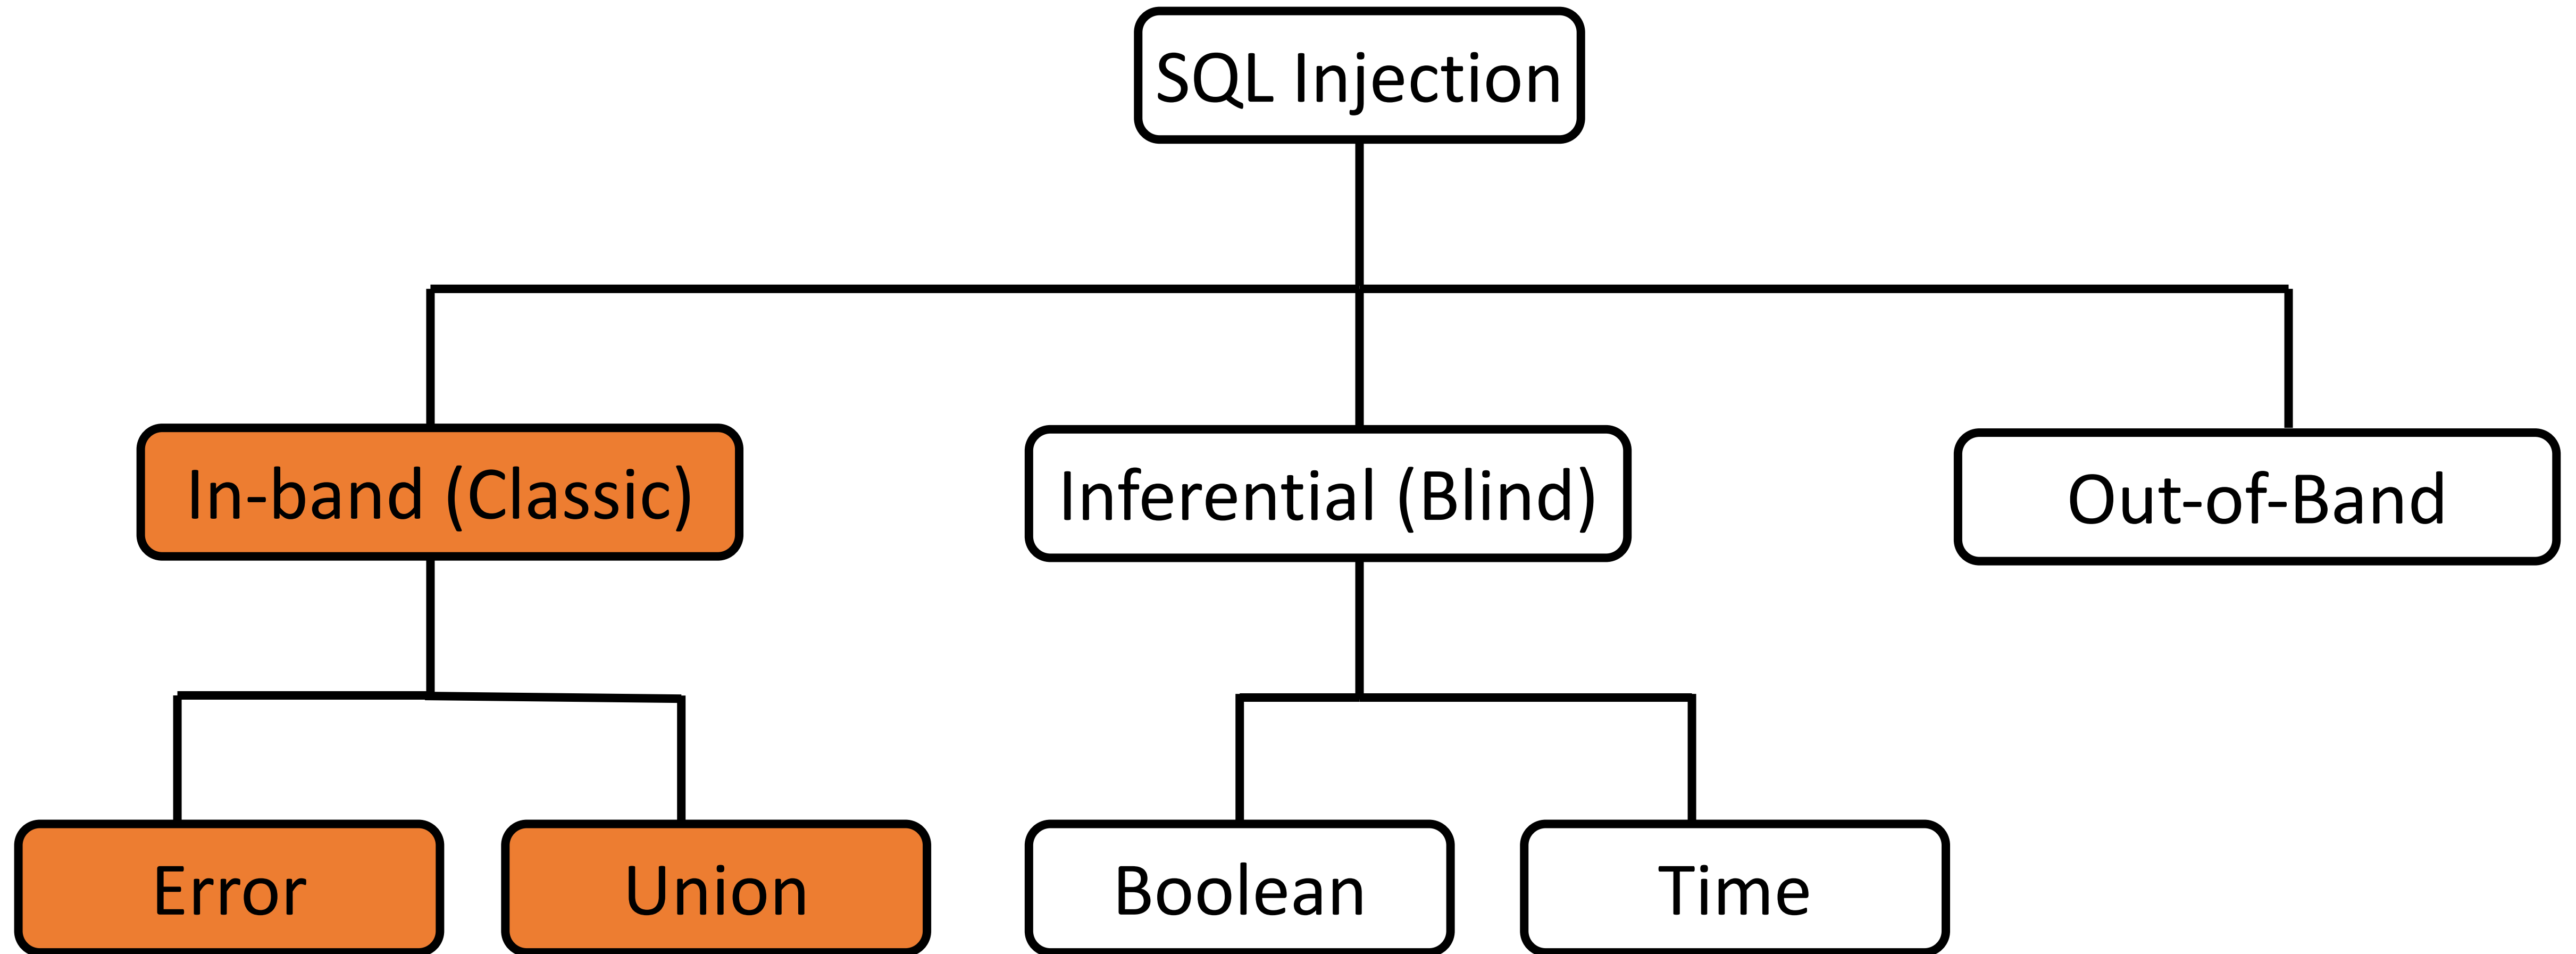 SQL Injection
In-band (Classic)
Inferential (Blind)
Out-of-Band
Error
Union
Boolean
Time